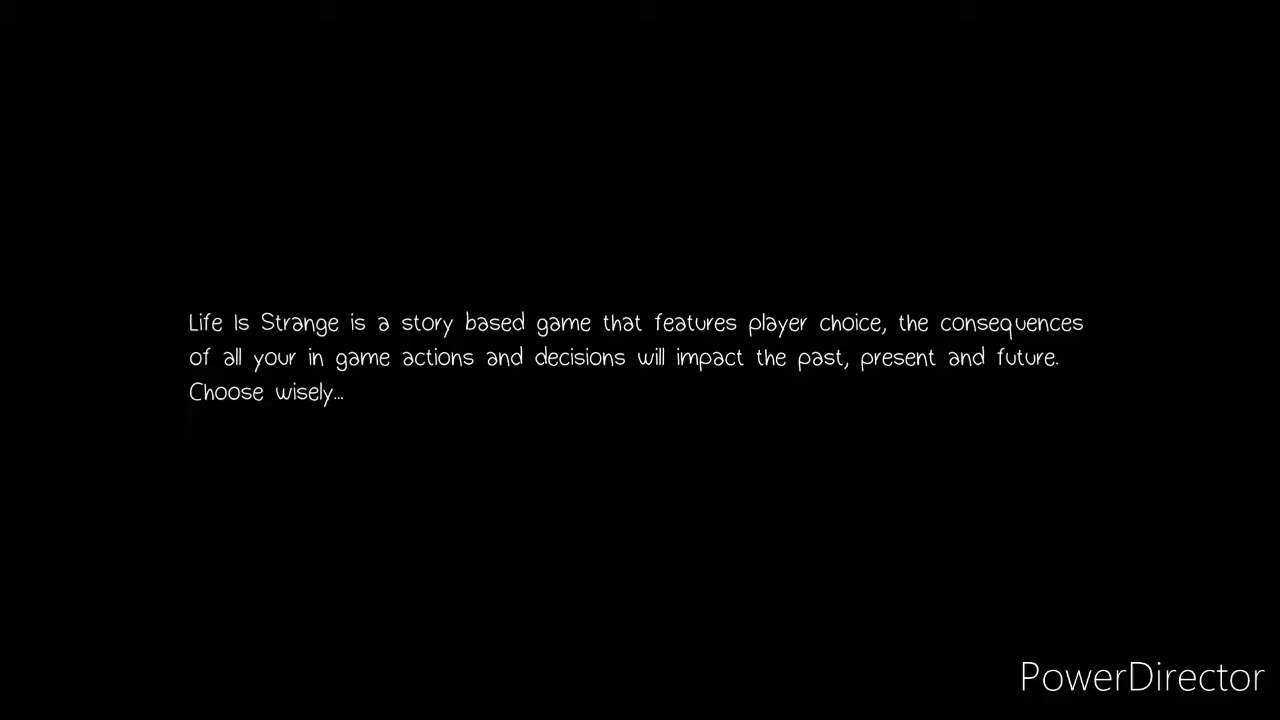 Life Is Strange is a story based game that features player choice, the consequences
of all your in game actions and decisions will impact the past, present and future.
Choose wisely...
PowerDirector